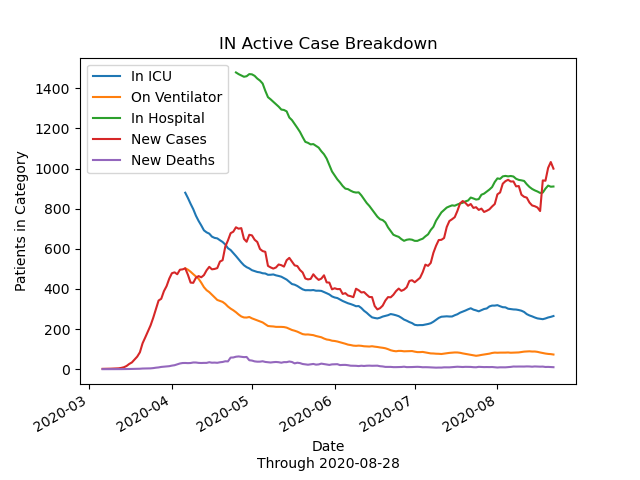 IN Active Case Breakdown
In ICU
On Ventilator
In Hospital
New Cases
New Deaths
Patients in Category
1400
1200
1000
800
600
400
200
0
2020-03
2020-04
2020-05
2020-06
2020-07
2020-08
Date
Through 2020-08-28